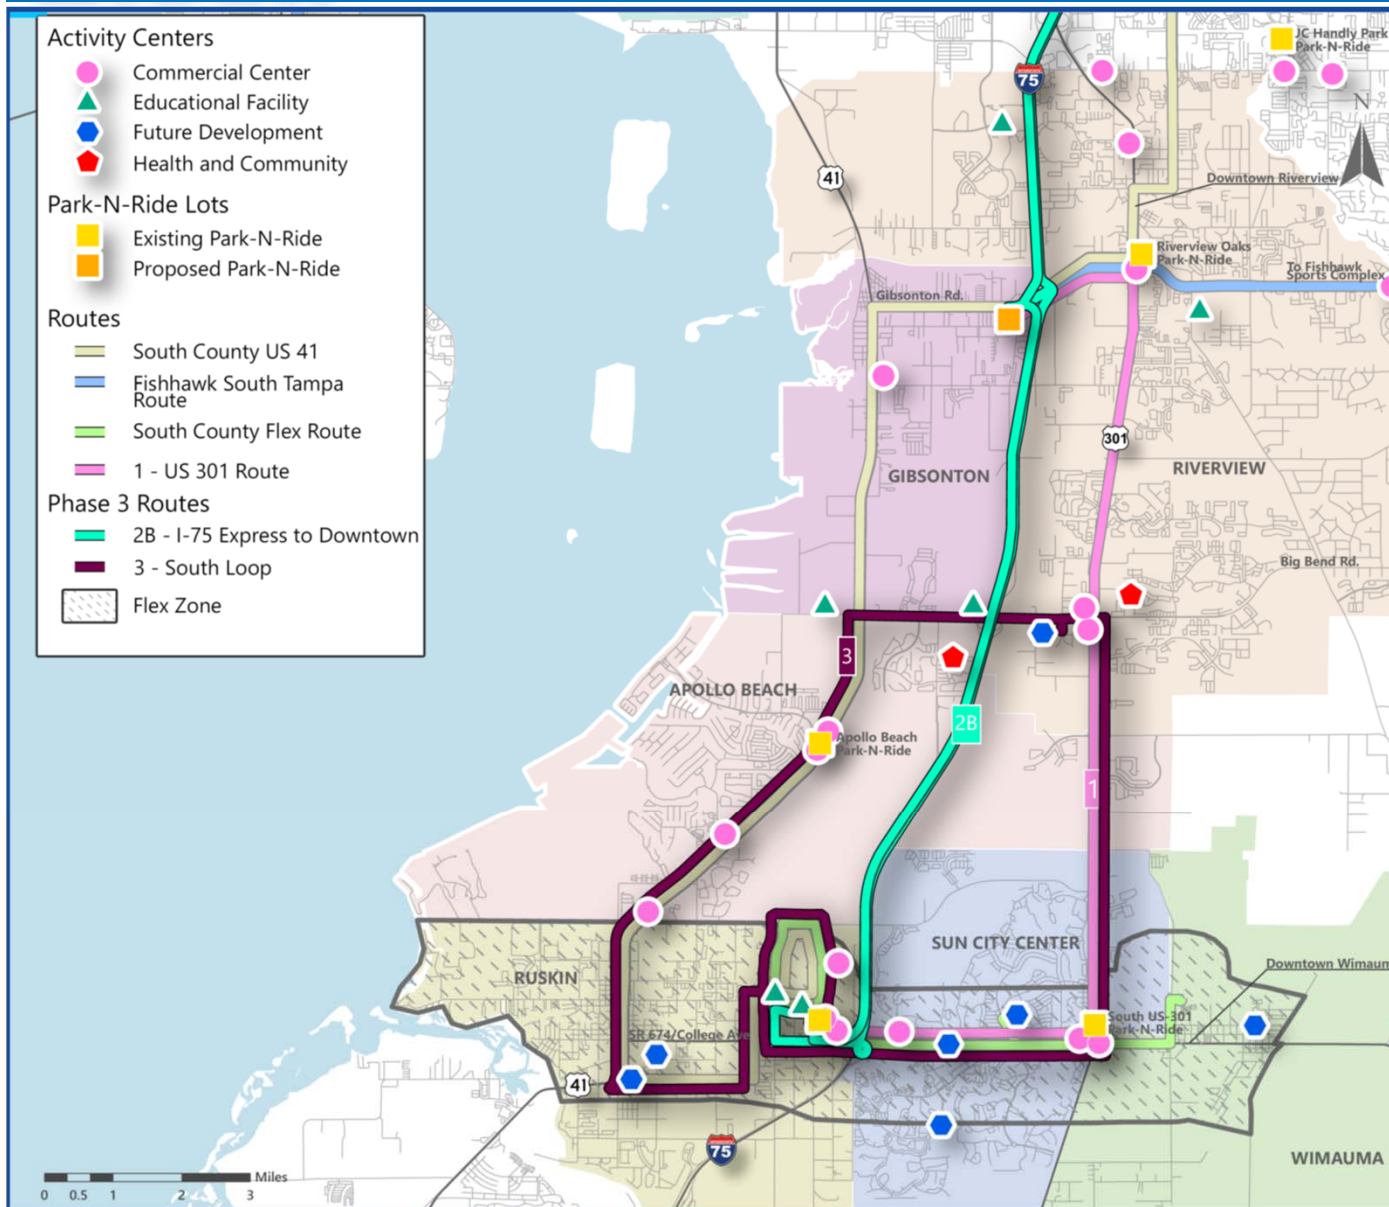 Activity Centers
Commercial Center
Educational Facility
Future Development
Health and Community
Park-N-Ride Lots
Existing Park-N-Ride
Proposed Park-N-Ride
Routes
South County US 41
Fishhawk South Tampa
Route
South County Flex Route
1 - US 301 Route
Phase 3 Routes
2B - I-75 Express to Downtown
3 - South Loop
Flex Zone
JC Handly Park
Park-N-Ride
N
75
41
Downtown Riverview
Riverview Oaks
Park-N-Ride
To Fishhawk
Sports Complex
Gibsonton Rd.
301
GIBSONTON
RIVERVIEW
Big Bend Rd.
3
APOLLO BEACH
2B
Apollo Beach
Park-N-Ride
1
SUN CITY CENTER
RUSKIN
Downtown Wimaum
South US-301
Park-N-Ride
SR 674/College Ave
41
75
WIMAUMA
Miles
0 0.5 1 2 3